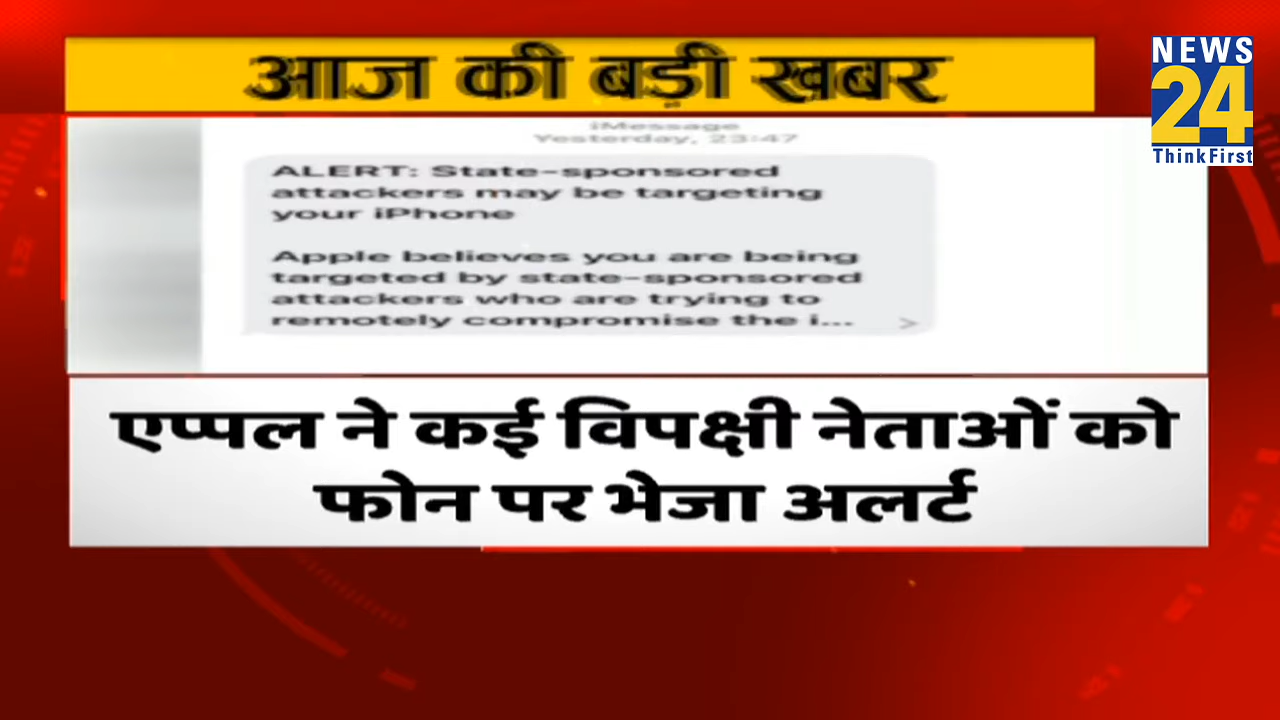 आज की बड़ी ख़बर
NEWS
24
ThinkFirst
iMessage
Yesterday, 23:47
ALERT: State-sponsored
attackers may be targeting
your iPhone
Apple believes you are being
targeted by state-sponsored
attackers who are trying to
remotely compromise the i...
एप्पल ने कई विपक्षी नेताओं को
फोन पर भेजा अलर्ट